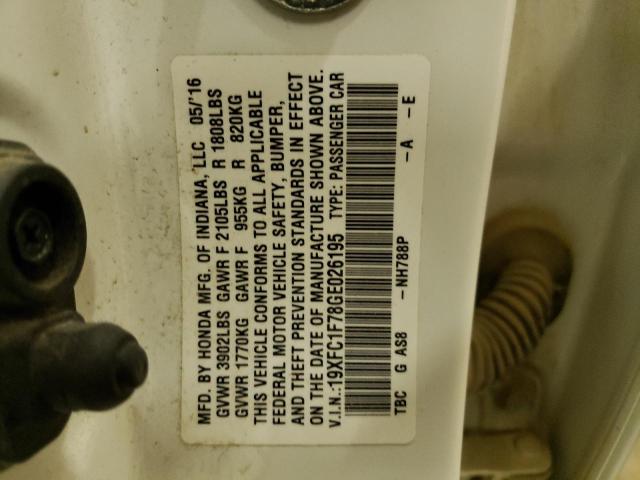 MFD. BY HONDA MFG. OF INDIANA, LLC 05/'16
GVWR 3902LBS GAWR F 2105LBS R 1808LBS
GVWR 1770KG GAWR F 955KG R 820KG
THIS VEHICLE CONFORMS TO ALL APPLICABLE
FEDERAL MOTOR VEHICLE SAFETY, BUMPER,
AND THEFT PREVENTION STANDARDS IN EFFECT
ON THE DATE OF MANUFACTURE SHOWN ABOVE.
V.I.N.:19XFC1F78GE026195 TYPE: PASSENGER CAR
TBC G AS8 -NH788P -A -E